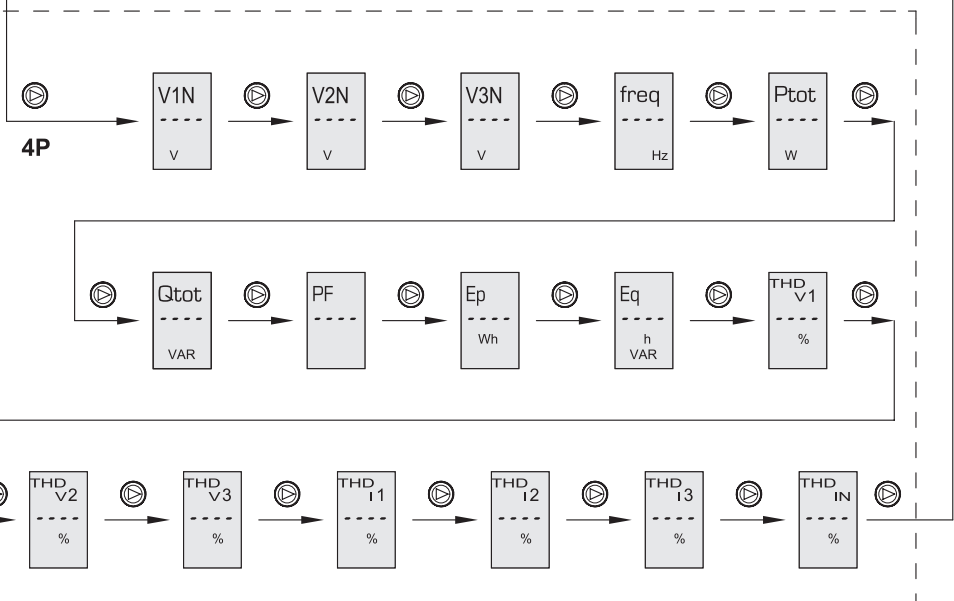 4P
V1N
----
V
V2N
----
V
V3N
----
V
freq
----
Hz
Ptot
----
W
Qtot
----
VAR
PF
----
Ep
----
Wh
Eq
----
h
VAR
THD
V1
----
%
THD
V2
----
%
THD
V3
----
%
THD
I1
----
%
THD
I2
----
%
THD
I3
----
%
THD
IN
----
%